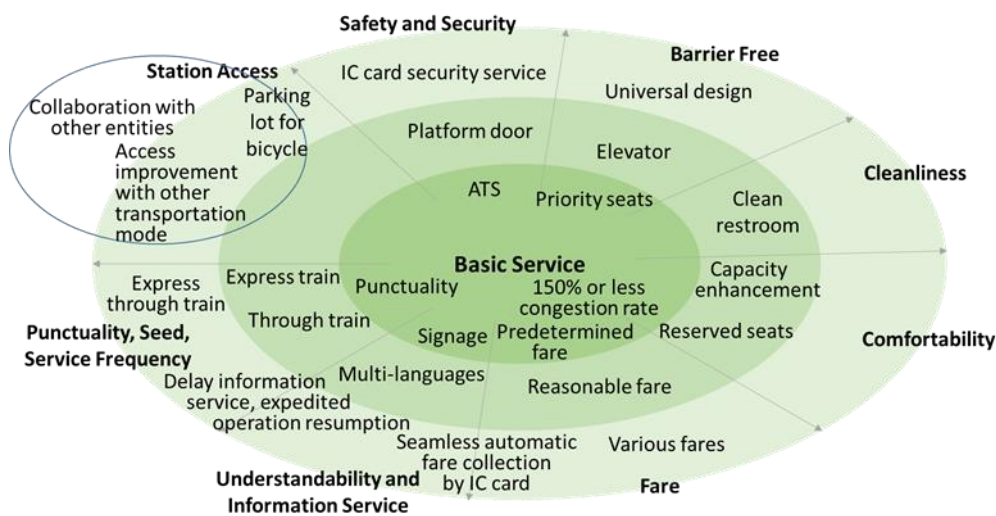 Safety and Security
Barrier Free
Station Access
IC card security service
Universal design
Collaboration with
other entities
Parking
lot for
bicycle
Platform door
Elevator
Access
improvement
with other
transportation
mode
ATS
Priority seats
Cleanliness
Clean
restroom
Basic Service
Express
through train
Express train
Punctuality
150% or less
congestion rate
Capacity
enhancement
Through train
Signage
Predetermined
fare
Reserved seats
Comfortability
Punctuality, Seed,
Service Frequency
Multi-languages
Reasonable fare
Delay information
service, expedited
operation resumption
Seamless automatic
fare collection
by IC card
Various fares
Understandability and
Information Service
Fare